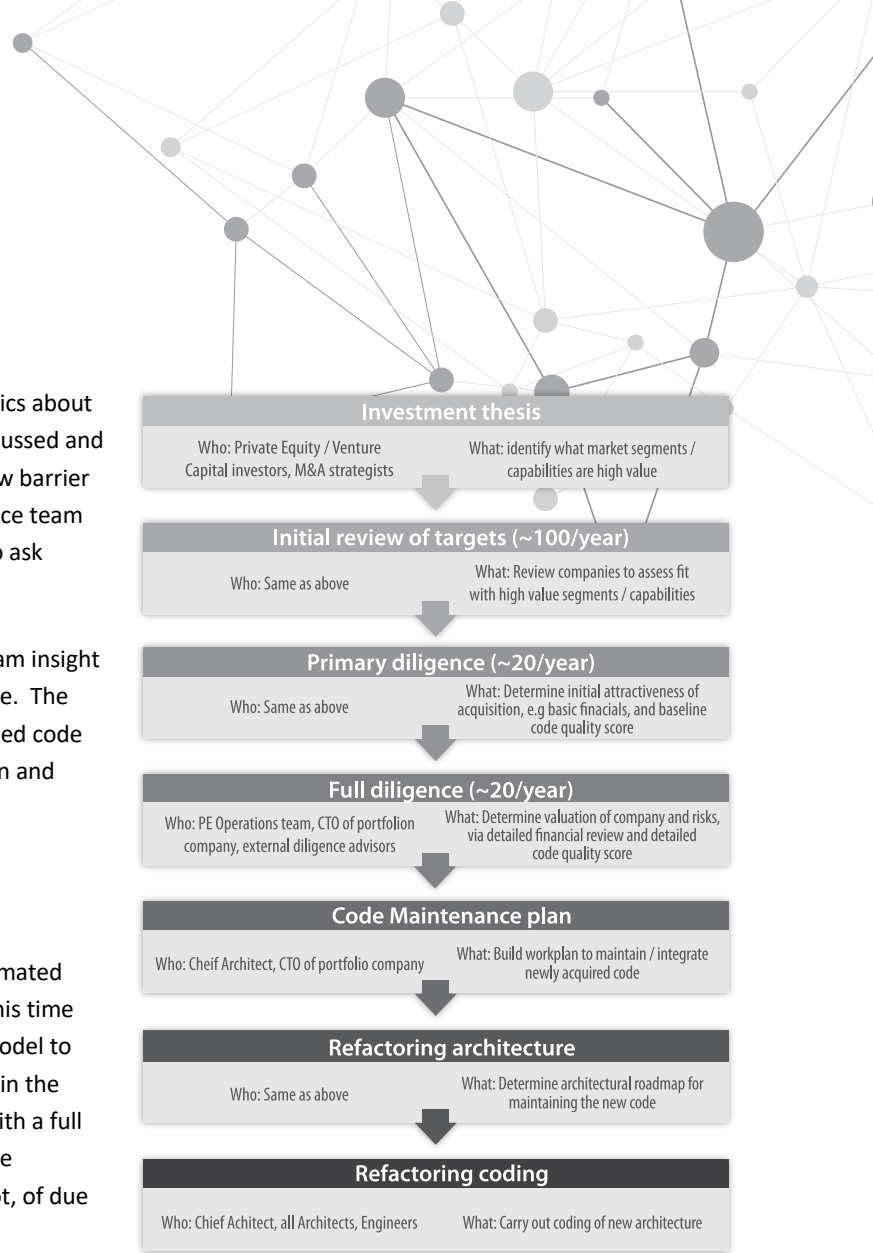 ics about
ussed and
w barrier
ce team
o ask
am insight
e. The
ed code
n and
mated
his time
odel to
in the
ith a full
e
ot, of due
Investment thesis
Who: Private Equity / Venture
Capital investors, M&A strategists
What: identify what market segments /
capabilities are high value
Initial review of targets (~100/year)
Who: Same as above
What: Review companies to assess fit
with high value segments / capabilities
Primary diligence (~20/year)
Who: Same as above
What: Determine initial attractiveness of
acquisition, e.g basic finacials, and baseline
code quality score
Full diligence (~20/year)
Who: PE Operations team, CTO of portfolion
company, external diligence advisors
What: Determine valuation of company and risks,
via detailed financial review and detailed
code quality score
Code Maintenance plan
Who: Cheif Architect, CTO of portfolio company
What: Build workplan to maintain / integrate
newly acquired code
Refactoring architecture
Who: Same as above
What: Determine architectural roadmap for
maintaining the new code
Refactoring coding
Who: Chief Achitect, all Architects, Engineers
What: Carry out coding of new architecture